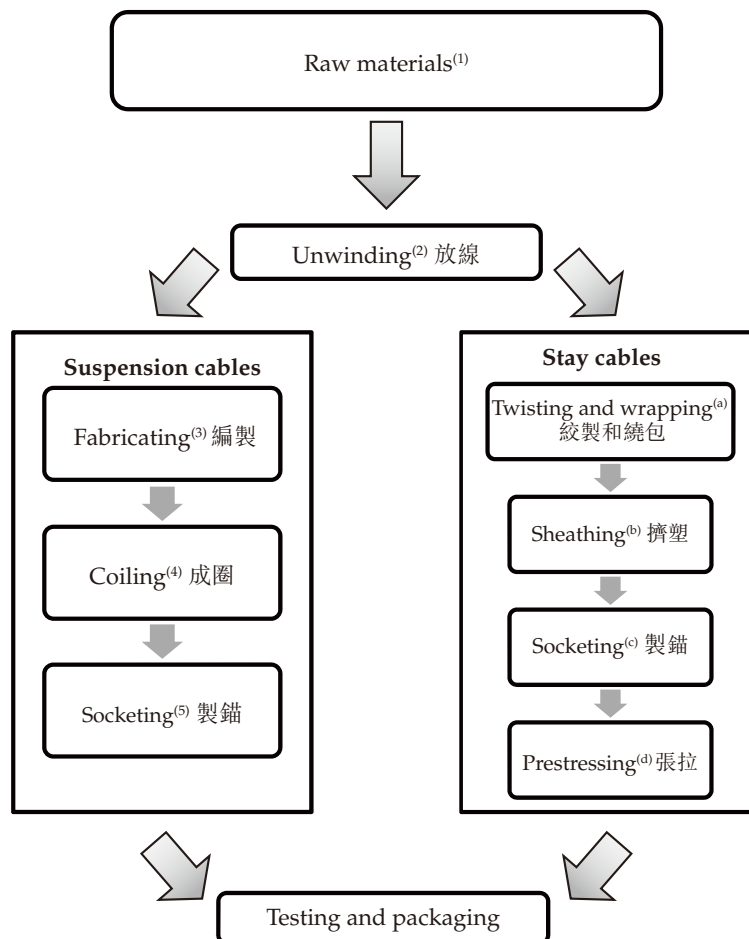 Raw materials(1)
Unwinding(2) 放線
Suspension cables
Fabricating(3) 編製
Coiling(4) 成圈
Socketing(5) 製錨
Stay cables
Twisting and wrapping(a)
絞製和繞包
Sheathing(b) 擠塑
Socketing(c) 製錨
Prestressing(d) 張拉
Testing and packaging